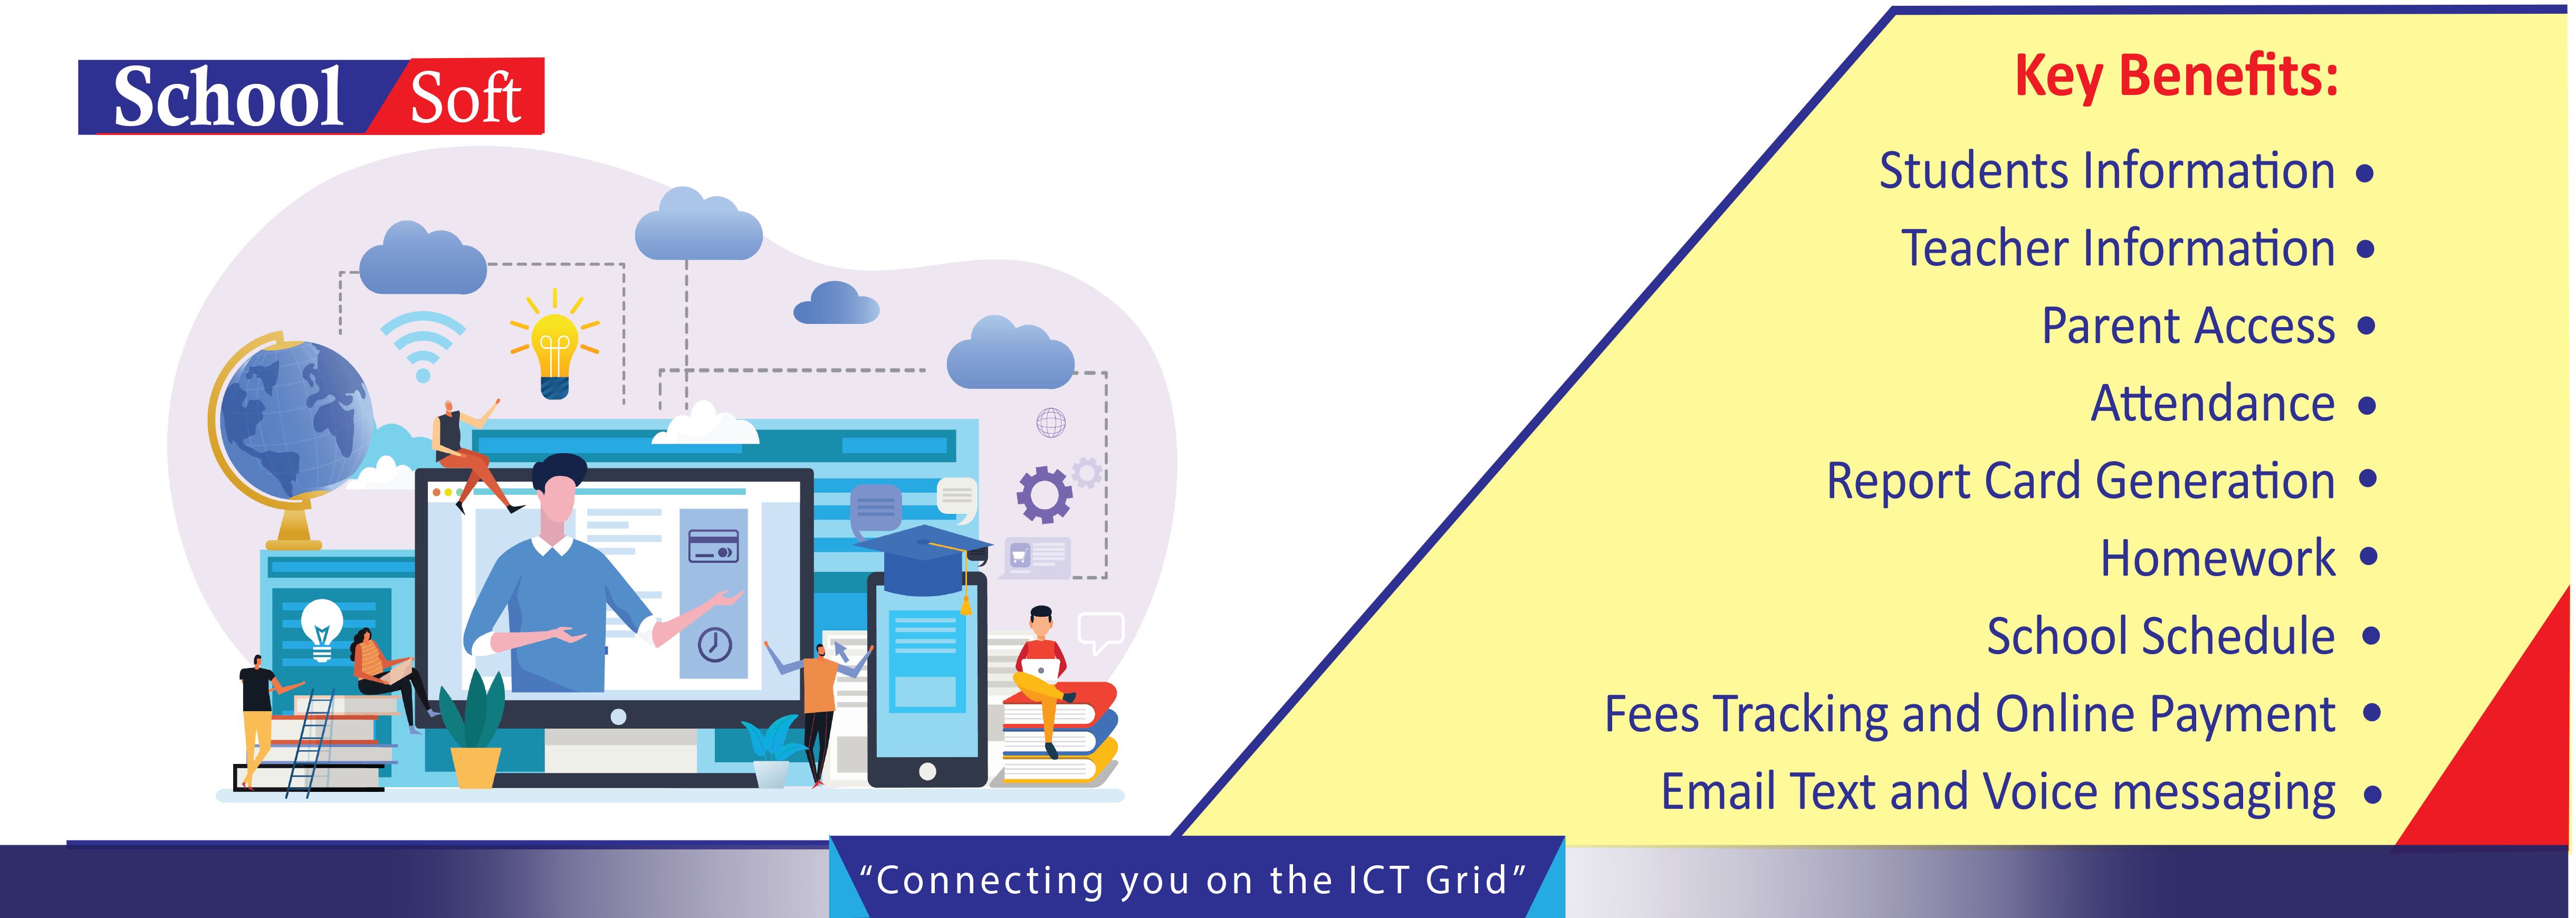 School Soft
Key Benefits:
Students Information •
Teacher Information •
Parent Access •
Attendance •
Report Card Generation •
Homework •
School Schedule •
Fees Tracking and Online Payment •
Email Text and Voice messaging •
“Connecting you on the ICT Grid”